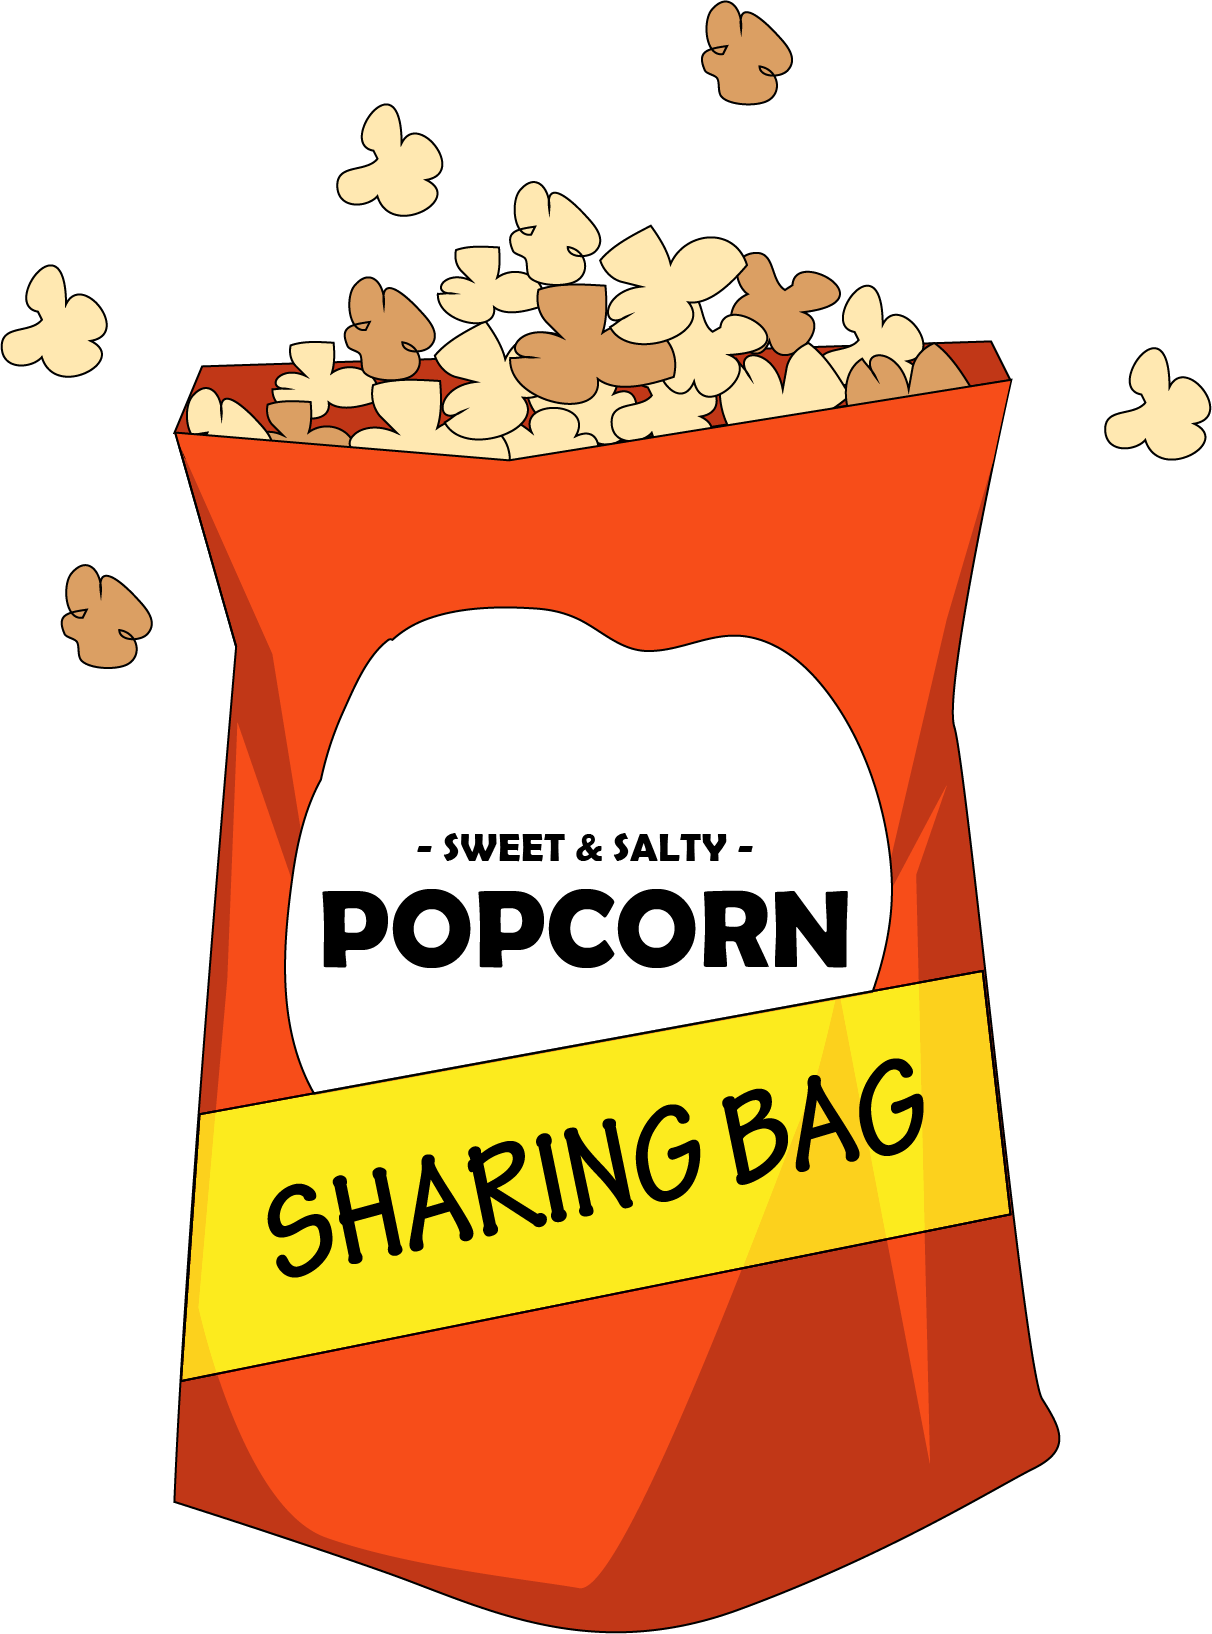 - SWEET & SALTY -
POPCORN
SHARING BAG